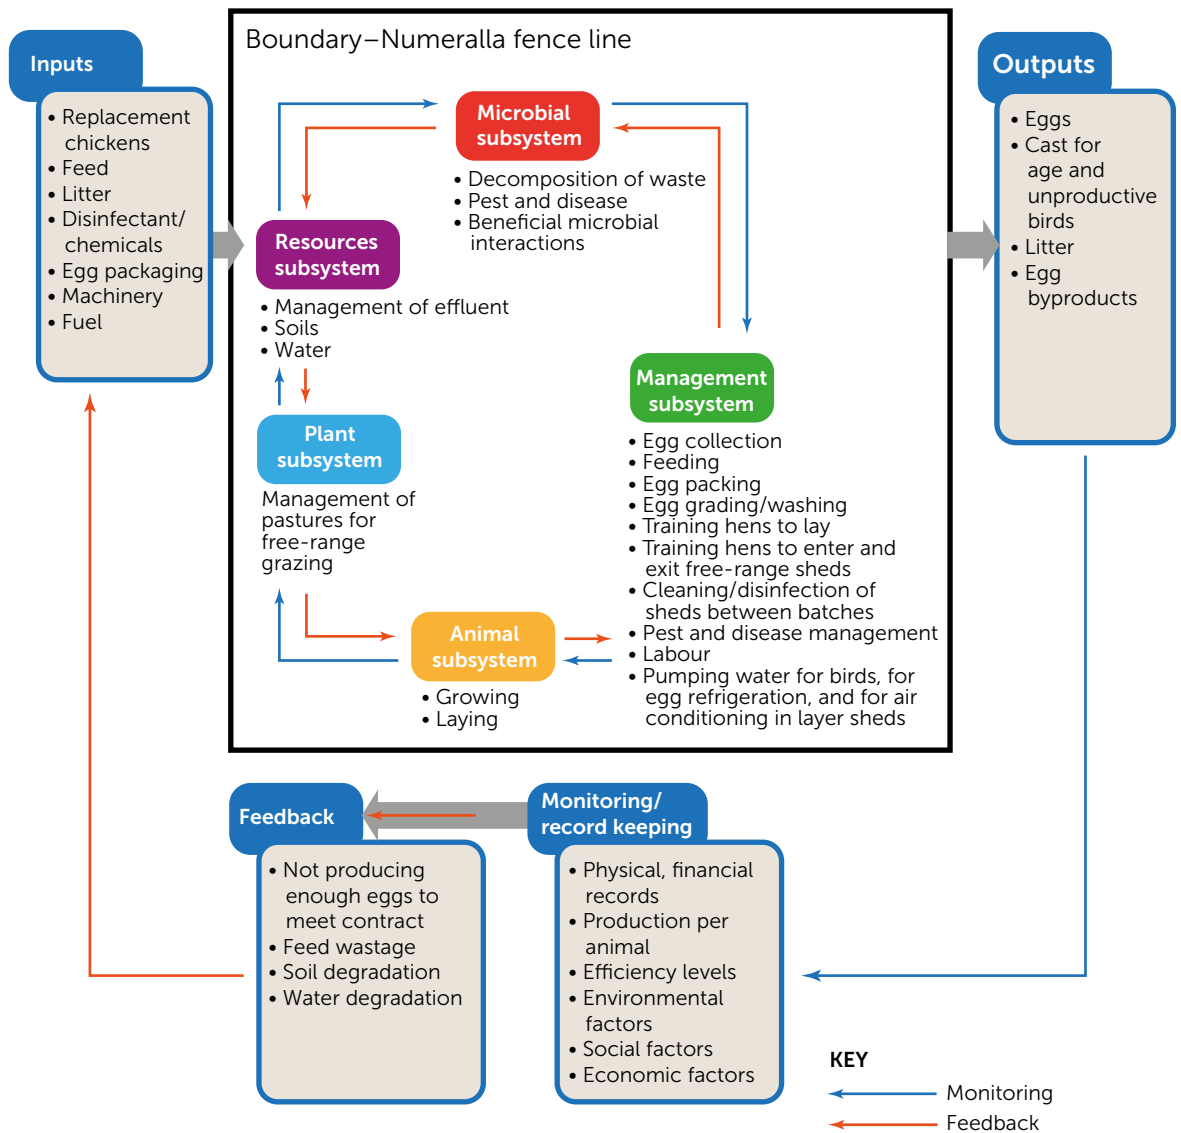 Boundary–Numeralla fence line
Inputs
• Replacement
chickens
• Feed
• Litter
• Disinfectant/
chemicals
• Egg packaging
• Machinery
• Fuel
Microbial
subsystem
• Decomposition of waste
• Pest and disease
• Beneficial microbial
interactions
Resources
subsystem
• Management of effluent
• Soils
• Water
Plant
subsystem
Management of
pastures for
free-range
grazing
Animal
subsystem
• Growing
• Laying
Management
subsystem
• Egg collection
• Feeding
• Egg packing
• Egg grading/washing
• Training hens to lay
• Training hens to enter and
exit free-range sheds
• Cleaning/disinfection of
sheds between batches
• Pest and disease management
• Labour
• Pumping water for birds, for
egg refrigeration, and for air
conditioning in layer sheds
Outputs
• Eggs
• Cast for
age and
unproductive
birds
• Litter
• Egg
byproducts
Feedback
• Not producing
enough eggs to
meet contract
• Feed wastage
• Soil degradation
• Water degradation
Monitoring/
record keeping
• Physical, financial
records
• Production per
animal
• Efficiency levels
• Environmental
factors
• Social factors
• Economic factors
KEY
Monitoring
Feedback